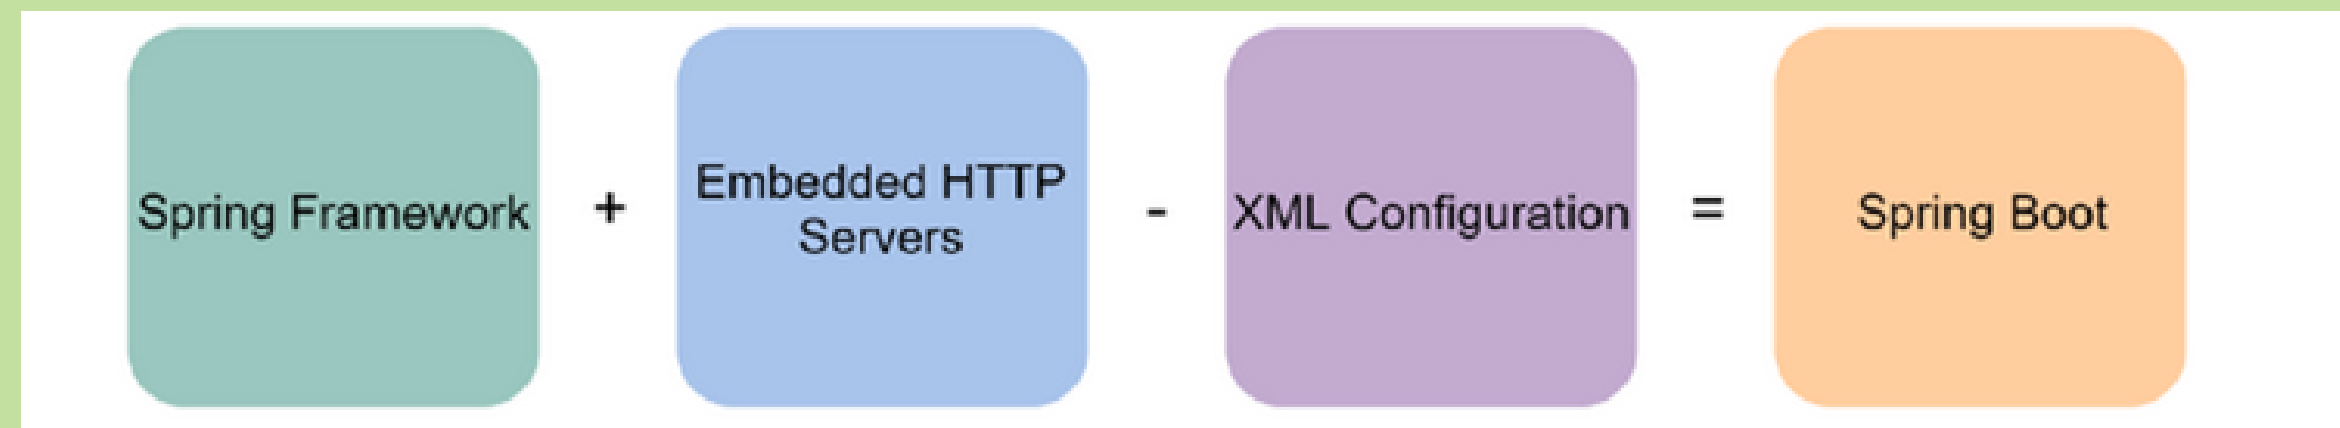 Spring Framework
+
Embedded HTTP
Servers
-
XML Configuration
=
Spring Boot